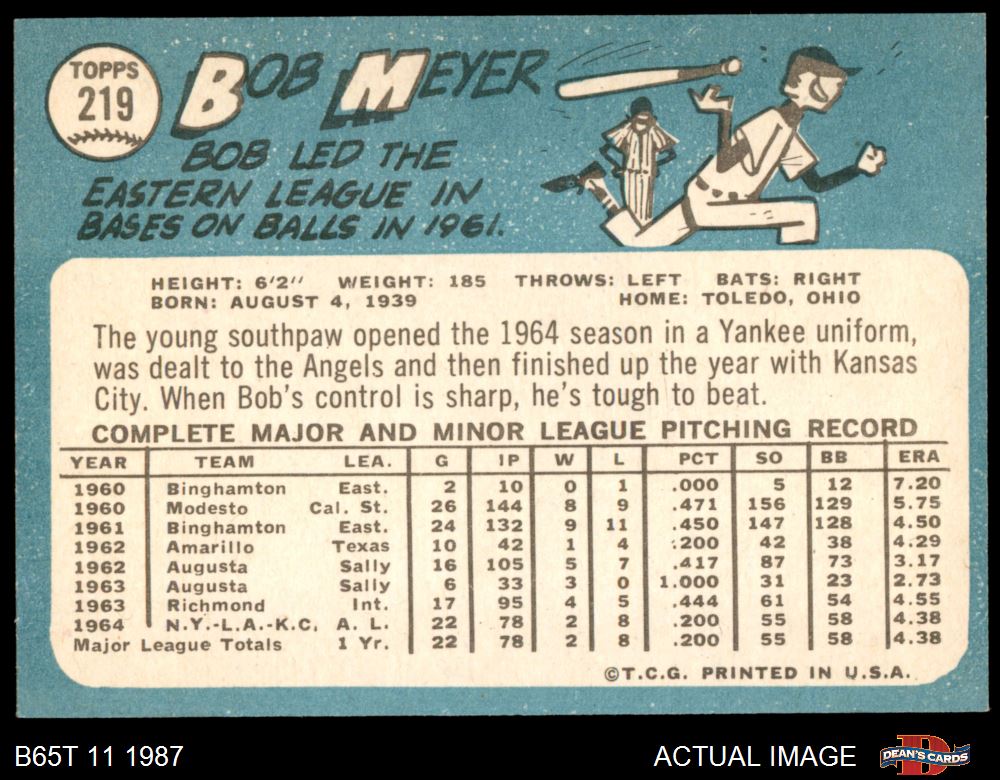 TOPPS
219
BOB MEYER
BOB LED THE
EASTERN LEAGUE IN
BASES ON BALLS IN 1961.
HEIGHT: 6'2" WEIGHT: 185 THROWS: LEFT BATS: RIGHT
BORN: AUGUST 4, 1939 HOME: TOLEDO, OHIO
The young southpaw opened the 1964 season in a Yankee uniform,
was dealt to the Angels and then finished up the year with Kansas
City. When Bob's control is sharp, he's tough to beat.
COMPLETE MAJOR AND MINOR LEAGUE PITCHING RECORD
YEAR TEAM LEA. G IP W L PCT SO BB ERA
1960 Binghamton East. 2 10 0 1 .000 5 12 7.20
1960 Modesto Cal. St. 26 144 8 9 .471 156 129 5.75
1961 Binghamton East. 24 132 9 11 .450 147 128 4.50
1962 Amarillo Texas 10 42 1 4 .200 42 38 4.29
1962 Augusta Sally 16 105 5 7 .417 87 73 3.17
1963 Augusta Sally 6 33 3 0 1.000 31 23 2.73
1963 Richmond Int. 17 95 4 5 .444 61 54 4.55
1964 N.Y.-L.A.-K.C. A. L. 22 78 2 8 .200 55 58 4.38
Major League Totals 1 Yr. 22 78 2 8 .200 55 58 4.38
©T.C.G. PRINTED IN U.S.A.
B65T 11 1987
ACTUAL IMAGE
DEAN'S CARDS